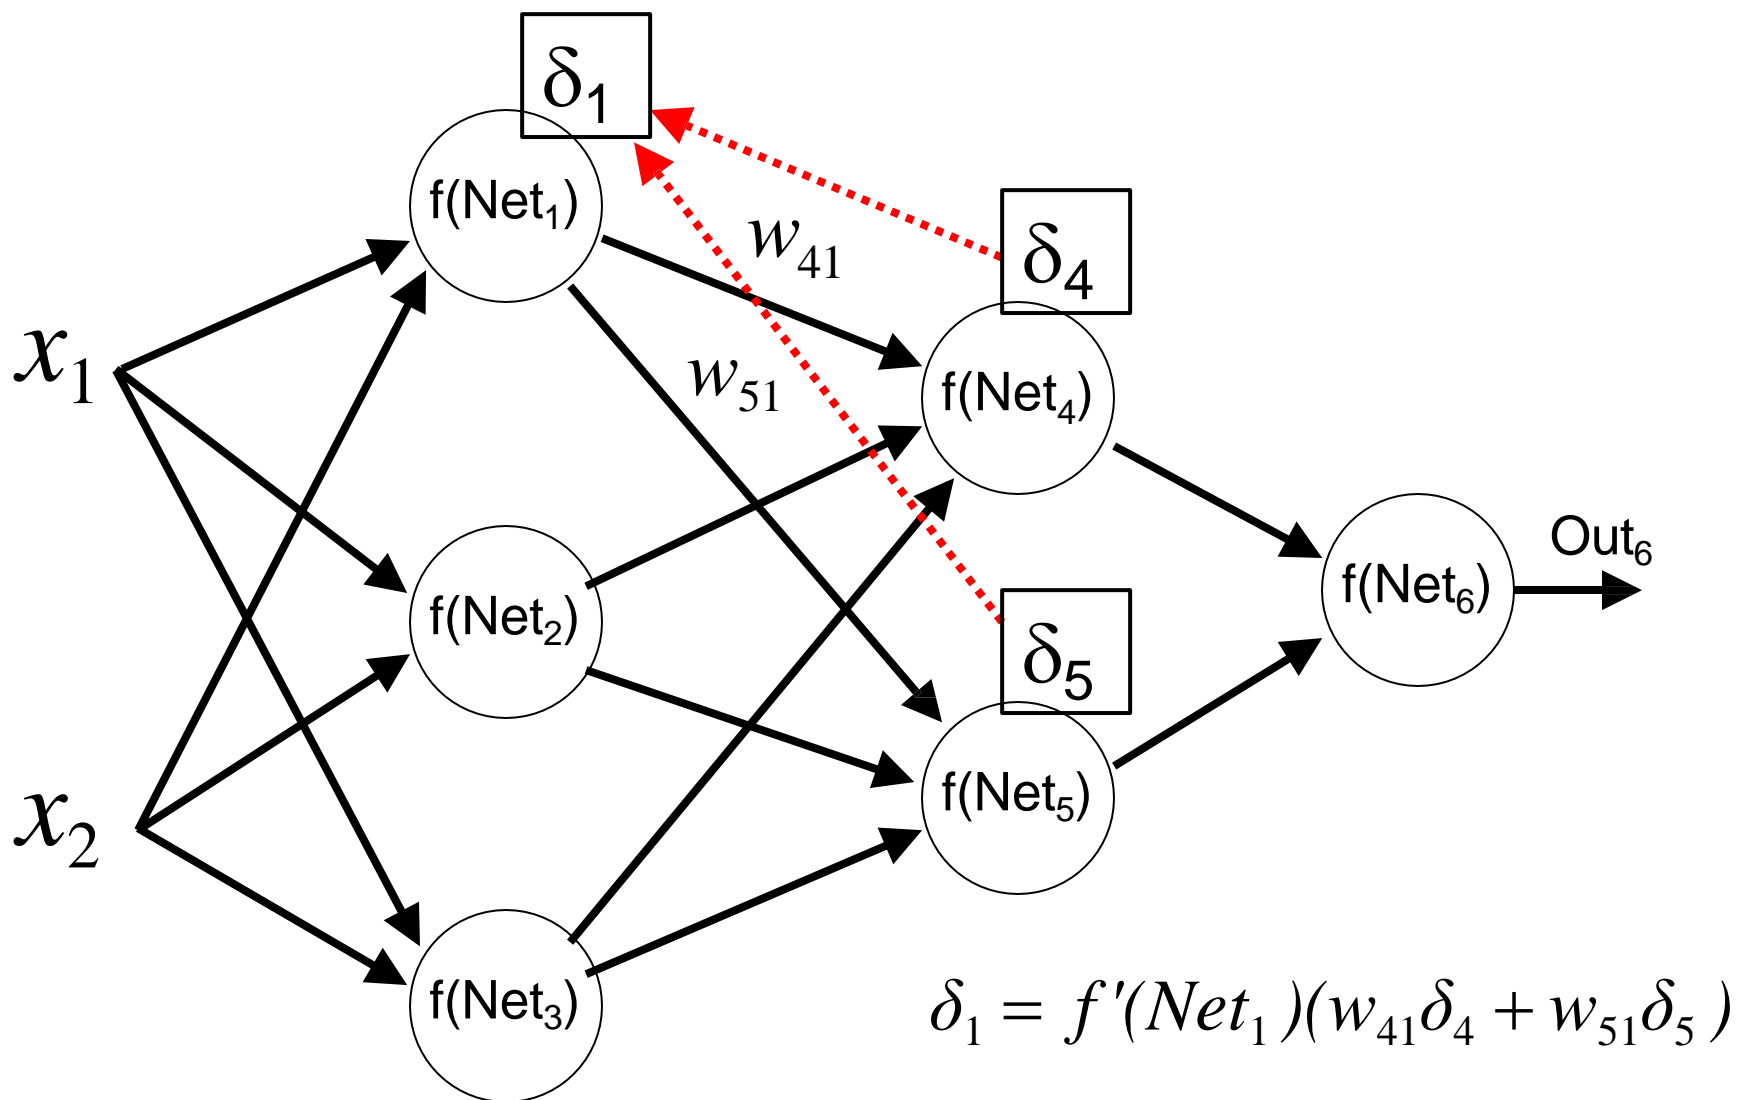 δ₁
f(Net₁)
w₄₁
δ₄
x₁
w₅₁
f(Net₄)
Out₆
f(Net₆)
f(Net₂)
δ₅
x₂
f(Net₅)
f(Net₃)
δ₁ = f'(Net₁)(w₄₁δ₄ + w₅₁δ₅)